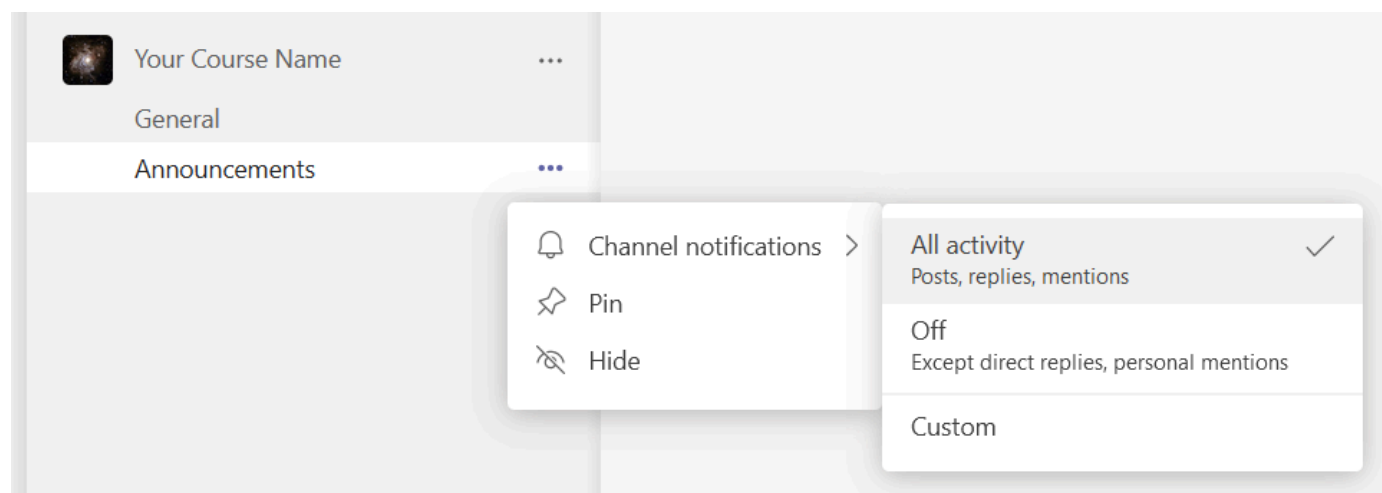 Your Course Name
General
Announcements
Channel notifications
Pin
Hide
All activity
Posts, replies, mentions
Off
Except direct replies, personal mentions
Custom